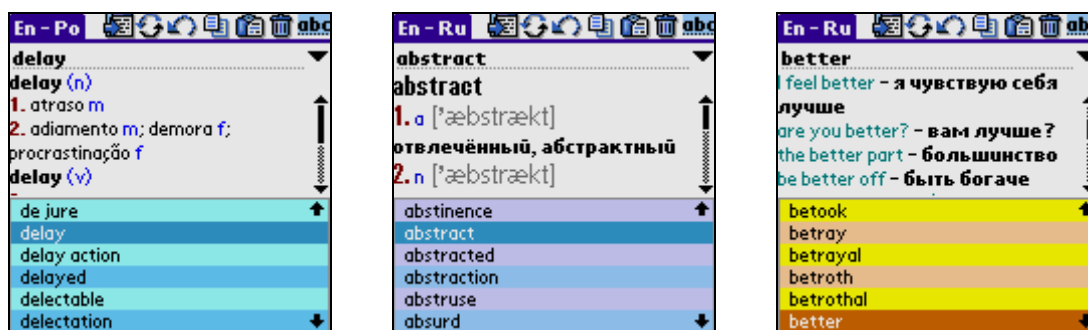 En - Po
abc
delay
delay (n)
1. atraso m
2. adiamento m; demora f;
procrastinação f
delay (v)
de jure
delay
delay action
delayed
delectable
delectation
En - Ru
abc
abstract
abstract
1. a ['æbstrækt]
отвлечённый, абстрактный
2. n ['æbstrækt]
abstinence
abstract
abstracted
abstraction
abstruse
absurd
En - Ru
ab
better
I feel better – я чувствую себя
лучше
are you better? – вам лучше?
the better part – большинство
be better off – быть богаче
betook
betray
betrayal
betroth
betrothal
better